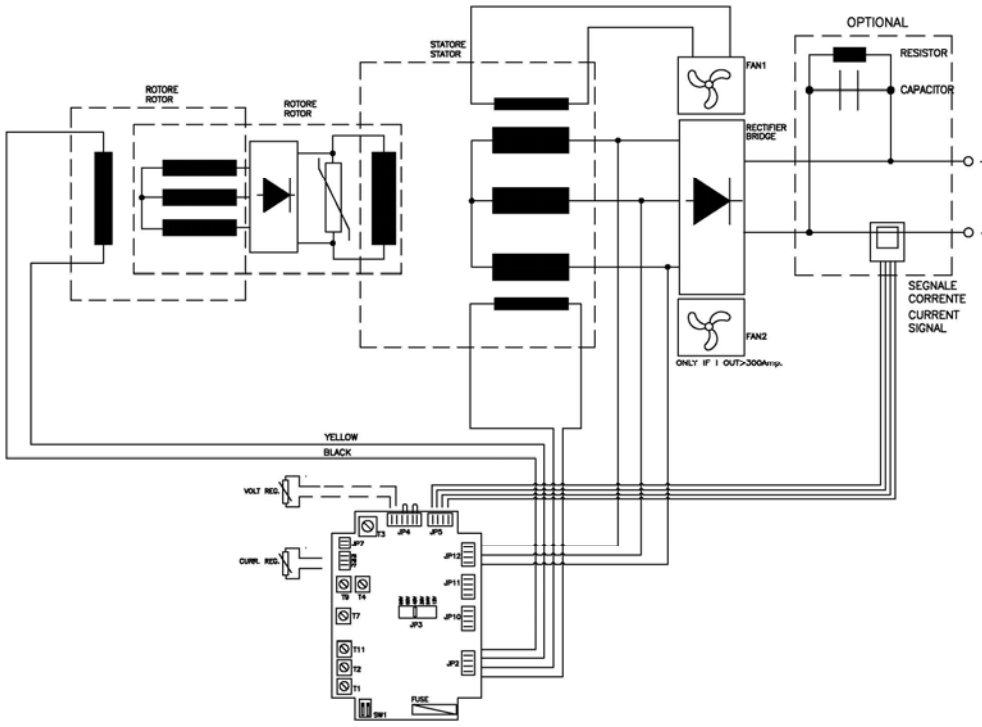 OPTIONAL
STATORE
STATOR
RESISTOR
FAN1
CAPACITOR
ROTORE
ROTOR
ROTORE
ROTOR
RECTIFIER
BRIDGE
SEGNALE
CORRENTE
CURRENT
SIGNAL
FAN2
ONLY IF I OUT>300Amp.
YELLOW
BLACK
VOLT REG.
T3
JP4
JP5
JP7
JP12
CURR. REG.
JP11
T9
T4
T7
JP3
JP10
T11
T2
JP2
T1
FUSE
SW1